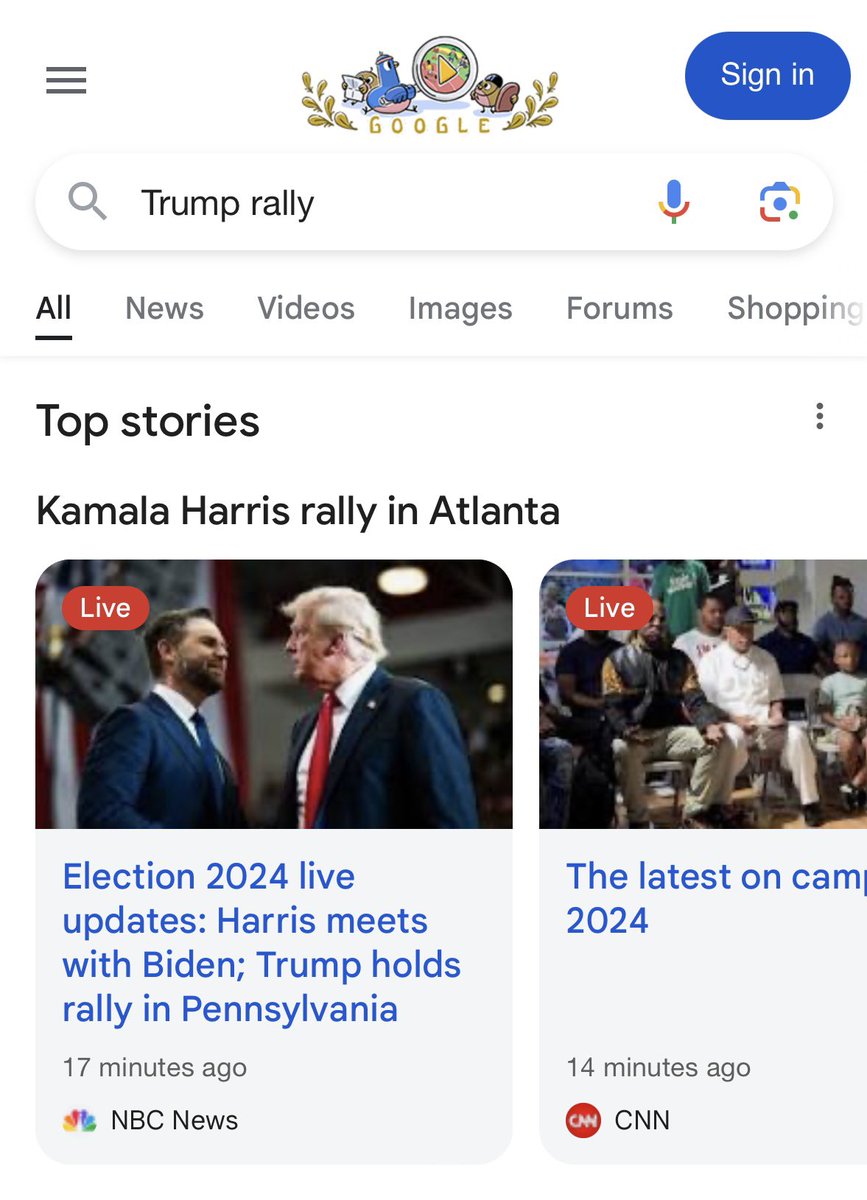 GOOGLE
Sign in
Trump rally
All News Videos Images Forums Shopping
Top stories
Kamala Harris rally in Atlanta
Live
Election 2024 live
updates: Harris meets
with Biden; Trump holds
rally in Pennsylvania
17 minutes ago
NBC News
Live
The latest on camp
2024
14 minutes ago
CNN
CNN